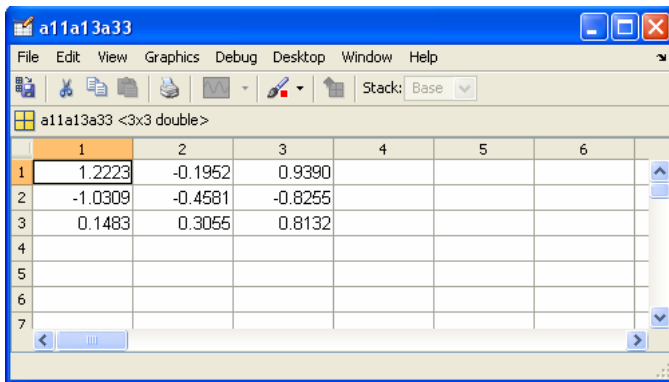 a11a13a33
File Edit View Graphics Debug Desktop Window Help
Stack: Base
a11a13a33 <3x3 double>
1 2 3 4 5 6
1 1.2223 -0.1952 0.9390
2 -1.0309 -0.4581 -0.8255
3 0.1483 0.3055 0.8132
4
5
6
7